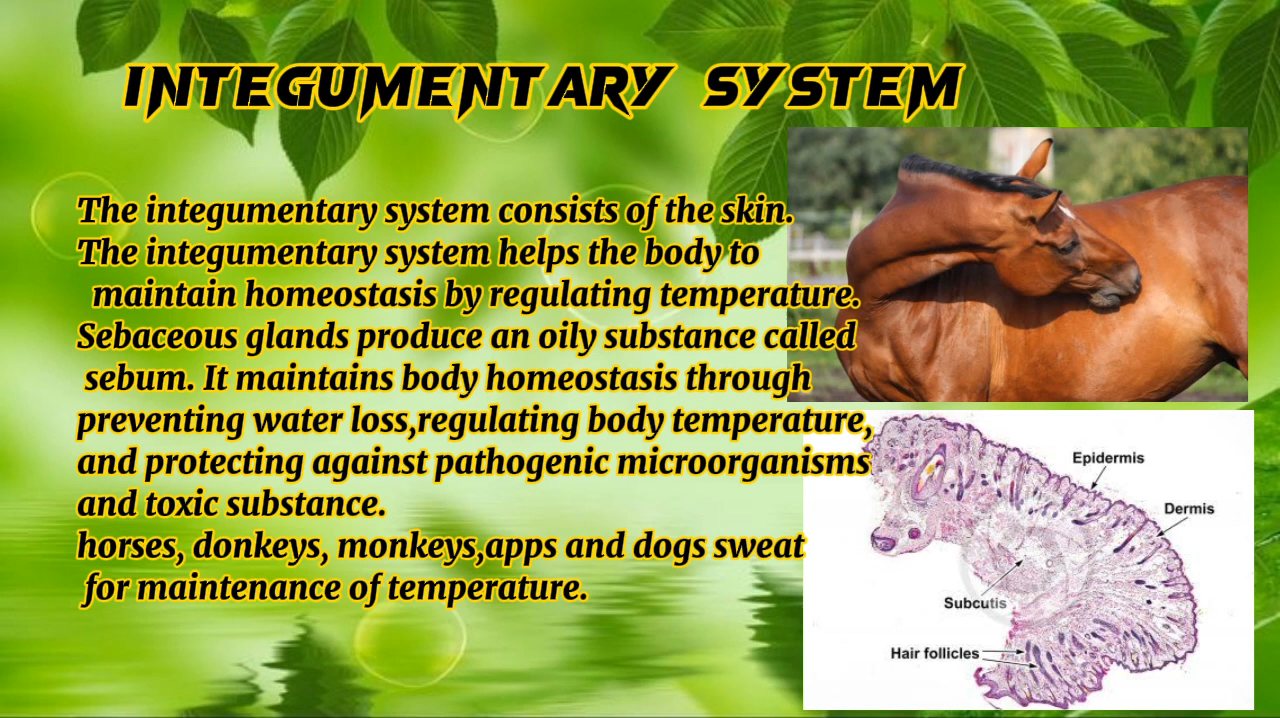 INTEGUMENTARY SYSTEM
The integumentary system consists of the skin.
The integumentary system helps the body to
maintain homeostasis by regulating temperature.
Sebaceous glands produce an oily substance called
sebum. It maintains body homeostasis through
preventing water loss,regulating body temperature,
and protecting against pathogenic microorganisms
and toxic substance.
horses, donkeys, monkeys,apps and dogs sweat
for maintenance of temperature.
Epidermis
Dermis
Subcutis
Hair follicles